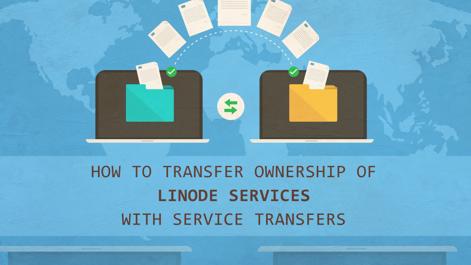 HOW TO TRANSFER OWNERSHIP OF
LINODE SERVICES
WITH SERVICE TRANSFERS